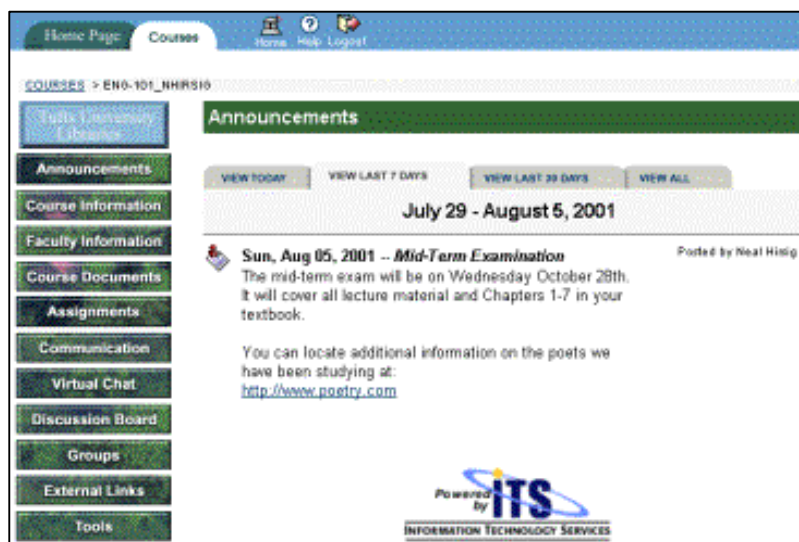 Home Page
Courses
Home Help Logout
COURSES > ENG-101_NHIRSIG
Tufts University
Libraries
Announcements
Announcements
VIEW TODAY
VIEW LAST 7 DAYS
VIEW LAST 30 DAYS
VIEW ALL
July 29 - August 5, 2001
Sun, Aug 05, 2001 -- Mid-Term Examination
Posted by Neal Hirsig
The mid-term exam will be on Wednesday October 28th.
It will cover all lecture material and Chapters 1-7 in your
textbook.
You can locate additional information on the poets we
have been studying at:
http://www.poetry.com
Course Information
Faculty Information
Course Documents
Assignments
Communication
Virtual Chat
Discussion Board
Groups
External Links
Tools
Powered
by
iTS
INFORMATION TECHNOLOGY SERVICES